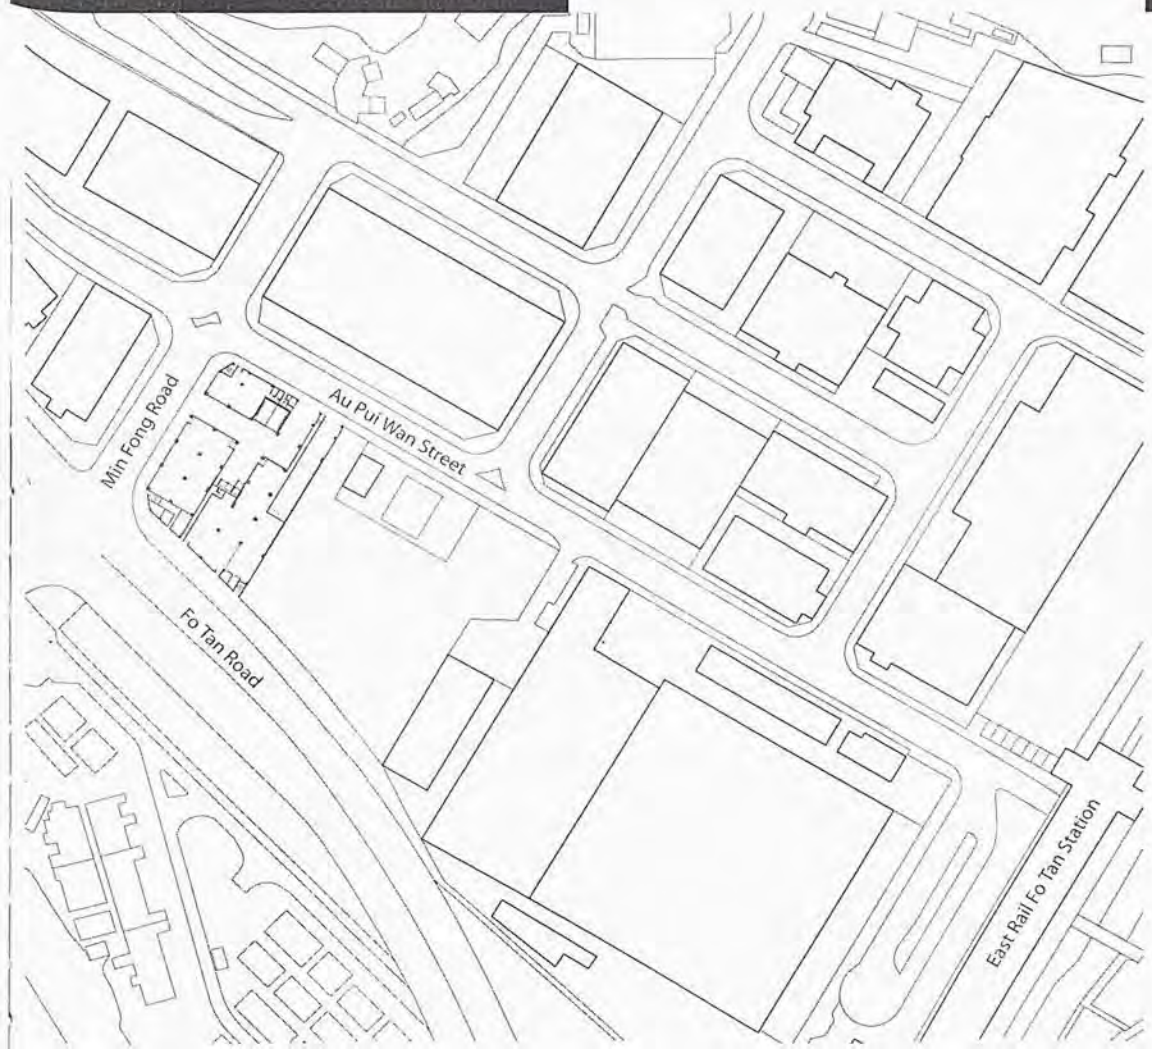 Au Pui Wan Street
Min Fong Road
Fo Tan Road
East Rail Fo Tan Station